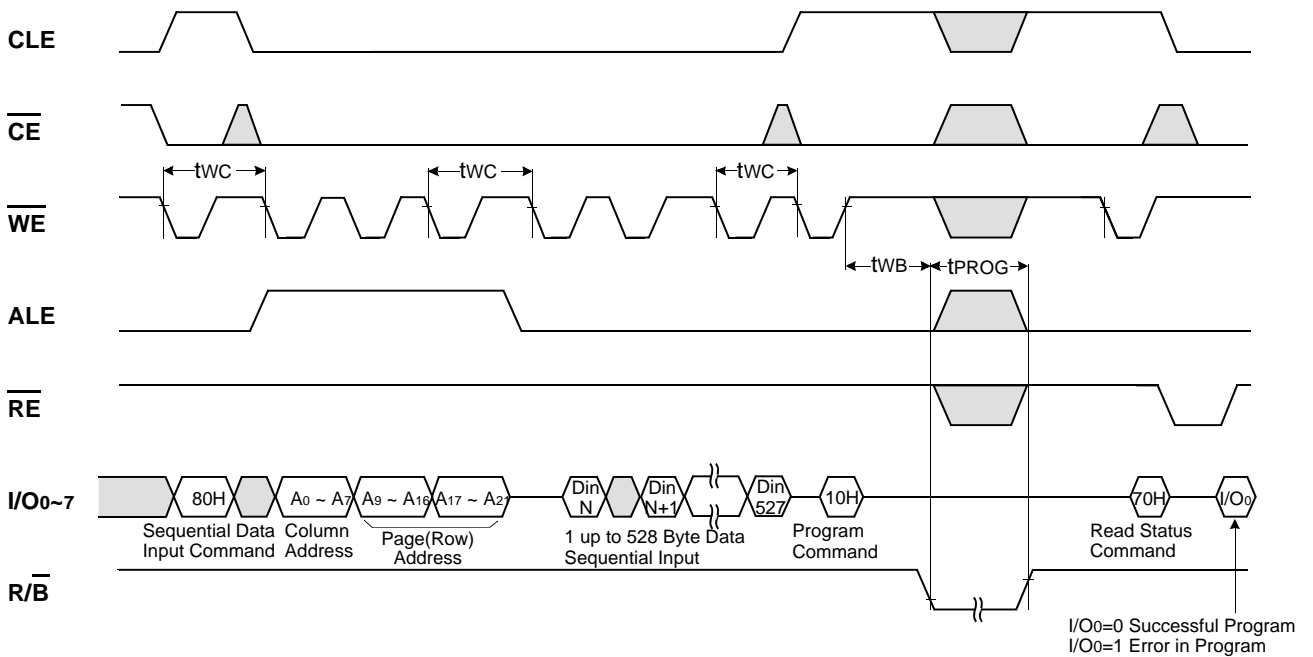 CLE
CE
tWC
tWC
tWC
WE
tWB
tPROG
ALE
RE
I/O0~7
80H
A0 ~ A7
A9 ~ A16
A17 ~ A21
Din N
Din N+1
Din 527
10H
70H
I/O0
Sequential Data
Input Command
Column
Address
Page(Row)
Address
1 up to 528 Byte Data
Sequential Input
Program
Command
Read Status
Command
R/B
I/O0=0 Successful Program
I/O0=1 Error in Program